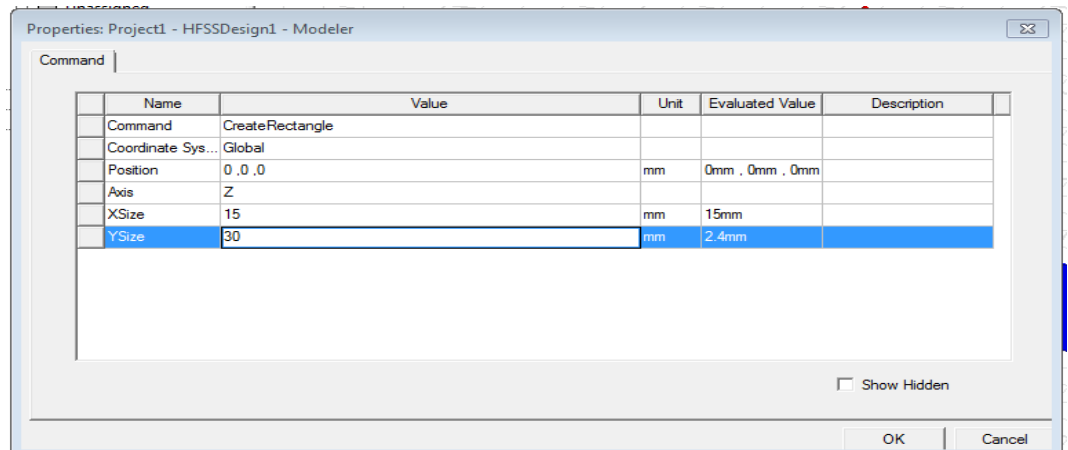 Unassigned
Properties: Project1 - HFSSDesign1 - Modeler
Command
Name Value Unit Evaluated Value Description
Command CreateRectangle
Coordinate Sys... Global
Position 0 ,0 ,0 mm 0mm , 0mm , 0mm
Axis Z
XSize 15 mm 15mm
YSize 30 mm 2.4mm
Show Hidden
OK Cancel